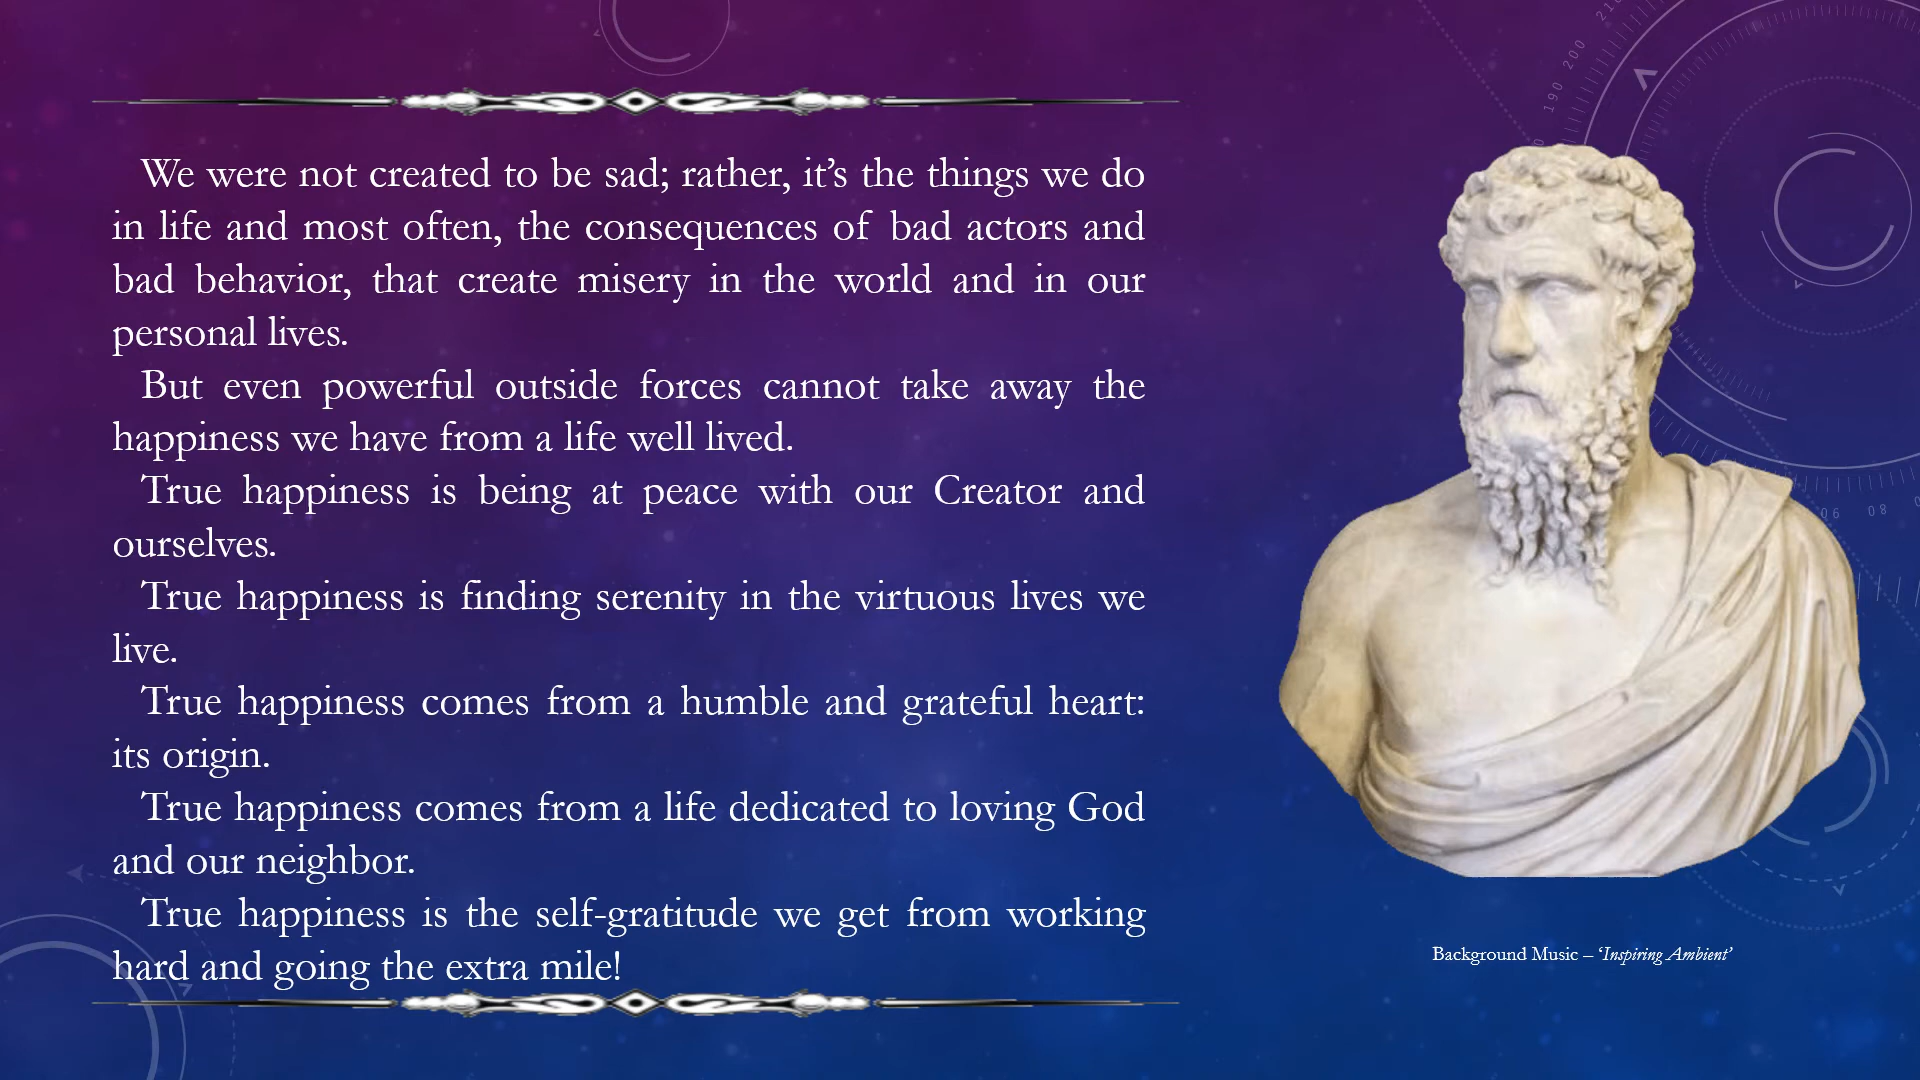 We were not created to be sad; rather, it’s the things we do
in life and most often, the consequences of bad actors and
bad behavior, that create misery in the world and in our
personal lives.
But even powerful outside forces cannot take away the
happiness we have from a life well lived.
True happiness is being at peace with our Creator and
ourselves.
True happiness is finding serenity in the virtuous lives we
live.
True happiness comes from a humble and grateful heart:
its origin.
True happiness comes from a life dedicated to loving God
and our neighbor.
True happiness is the self-gratitude we get from working
hard and going the extra mile!
Background Music – ‘Inspiring Ambient’
210
200
190
80